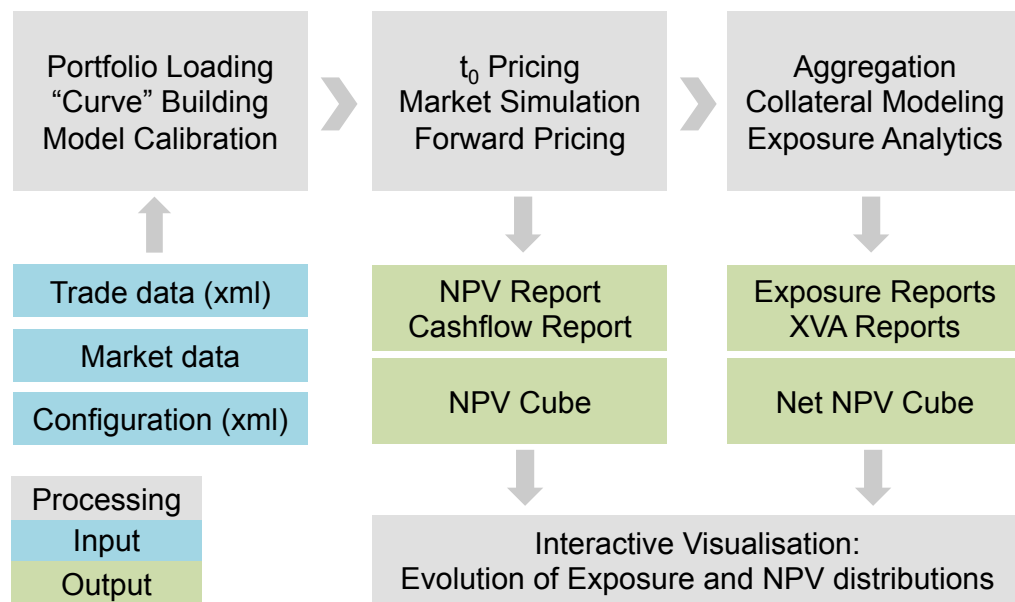 Portfolio Loading
“Curve” Building
Model Calibration
t₀ Pricing
Market Simulation
Forward Pricing
Aggregation
Collateral Modeling
Exposure Analytics
Trade data (xml)
Market data
Configuration (xml)
NPV Report
Cashflow Report
NPV Cube
Exposure Reports
XVA Reports
Net NPV Cube
Processing
Input
Output
Interactive Visualisation:
Evolution of Exposure and NPV distributions